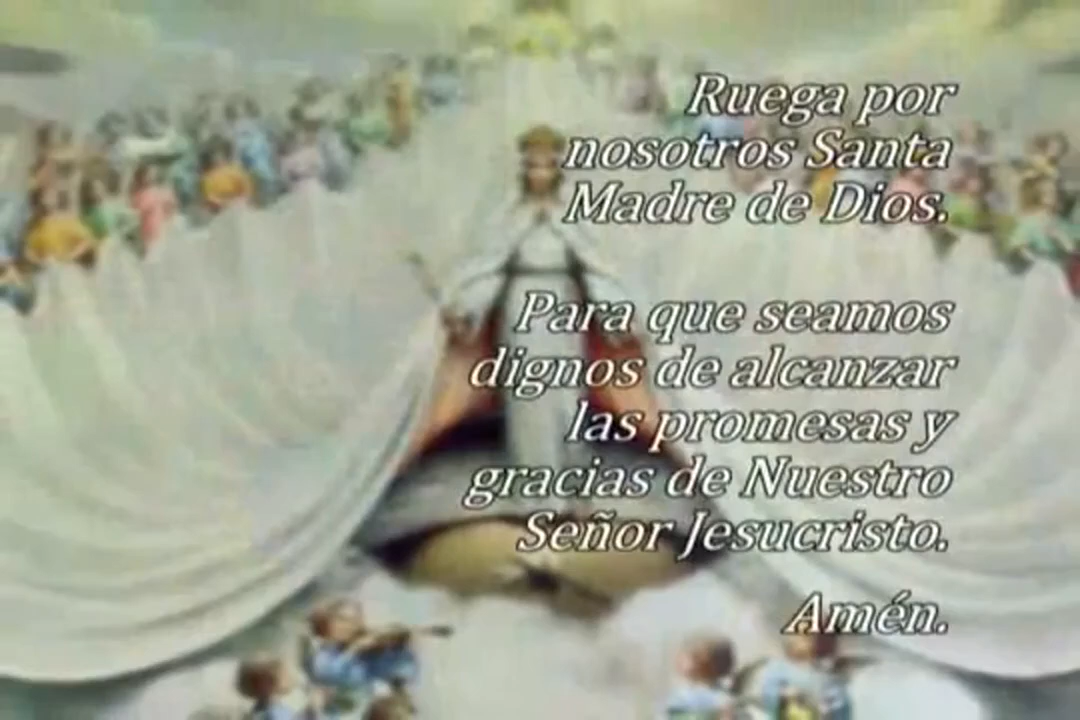 Ruega por
nosotros Santa
Madre de Dios.
Para que seamos
dignos de alcanzar
las promesas y
gracias de Nuestro
Señor Jesucristo.
Amén.